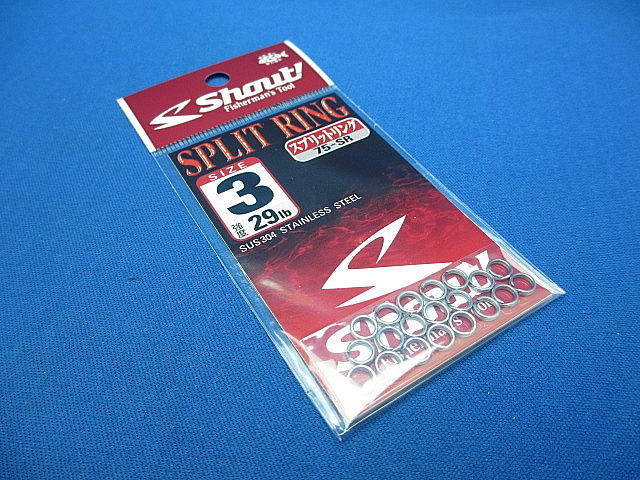 Shout!
Fisherman's Tool
SPLIT RING
スプリットリング
75-SR
SIZE
3
強度 29lb
SUS304 STAINLESS STEEL